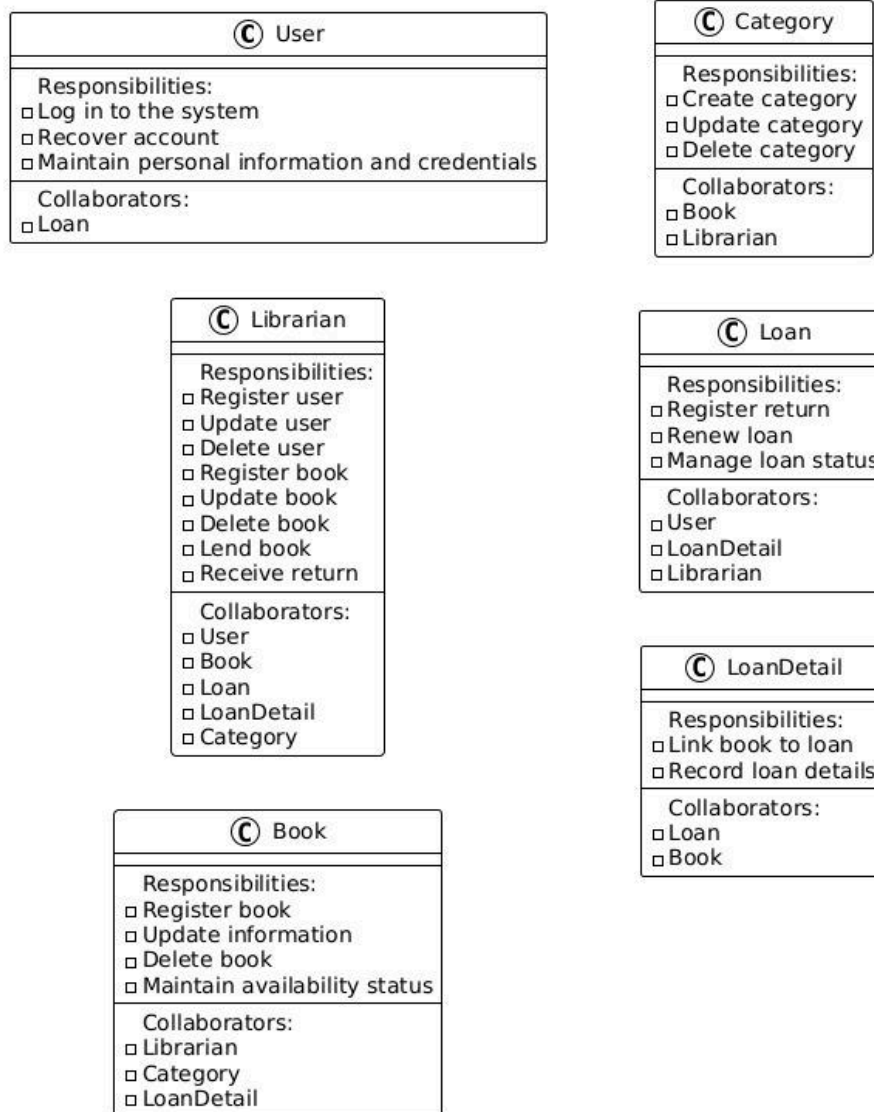 C User
Responsibilities:
Log in to the system
Recover account
Maintain personal information and credentials
Collaborators:
Loan
C Category
Responsibilities:
Create category
Update category
Delete category
Collaborators:
Book
Librarian
C Librarian
Responsibilities:
Register user
Update user
Delete user
Register book
Update book
Delete book
Lend book
Receive return
Collaborators:
User
Book
Loan
LoanDetail
Category
C Loan
Responsibilities:
Register return
Renew loan
Manage loan status
Collaborators:
User
LoanDetail
Librarian
C LoanDetail
Responsibilities:
Link book to loan
Record loan details
Collaborators:
Loan
Book
C Book
Responsibilities:
Register book
Update information
Delete book
Maintain availability status
Collaborators:
Librarian
Category
LoanDetail